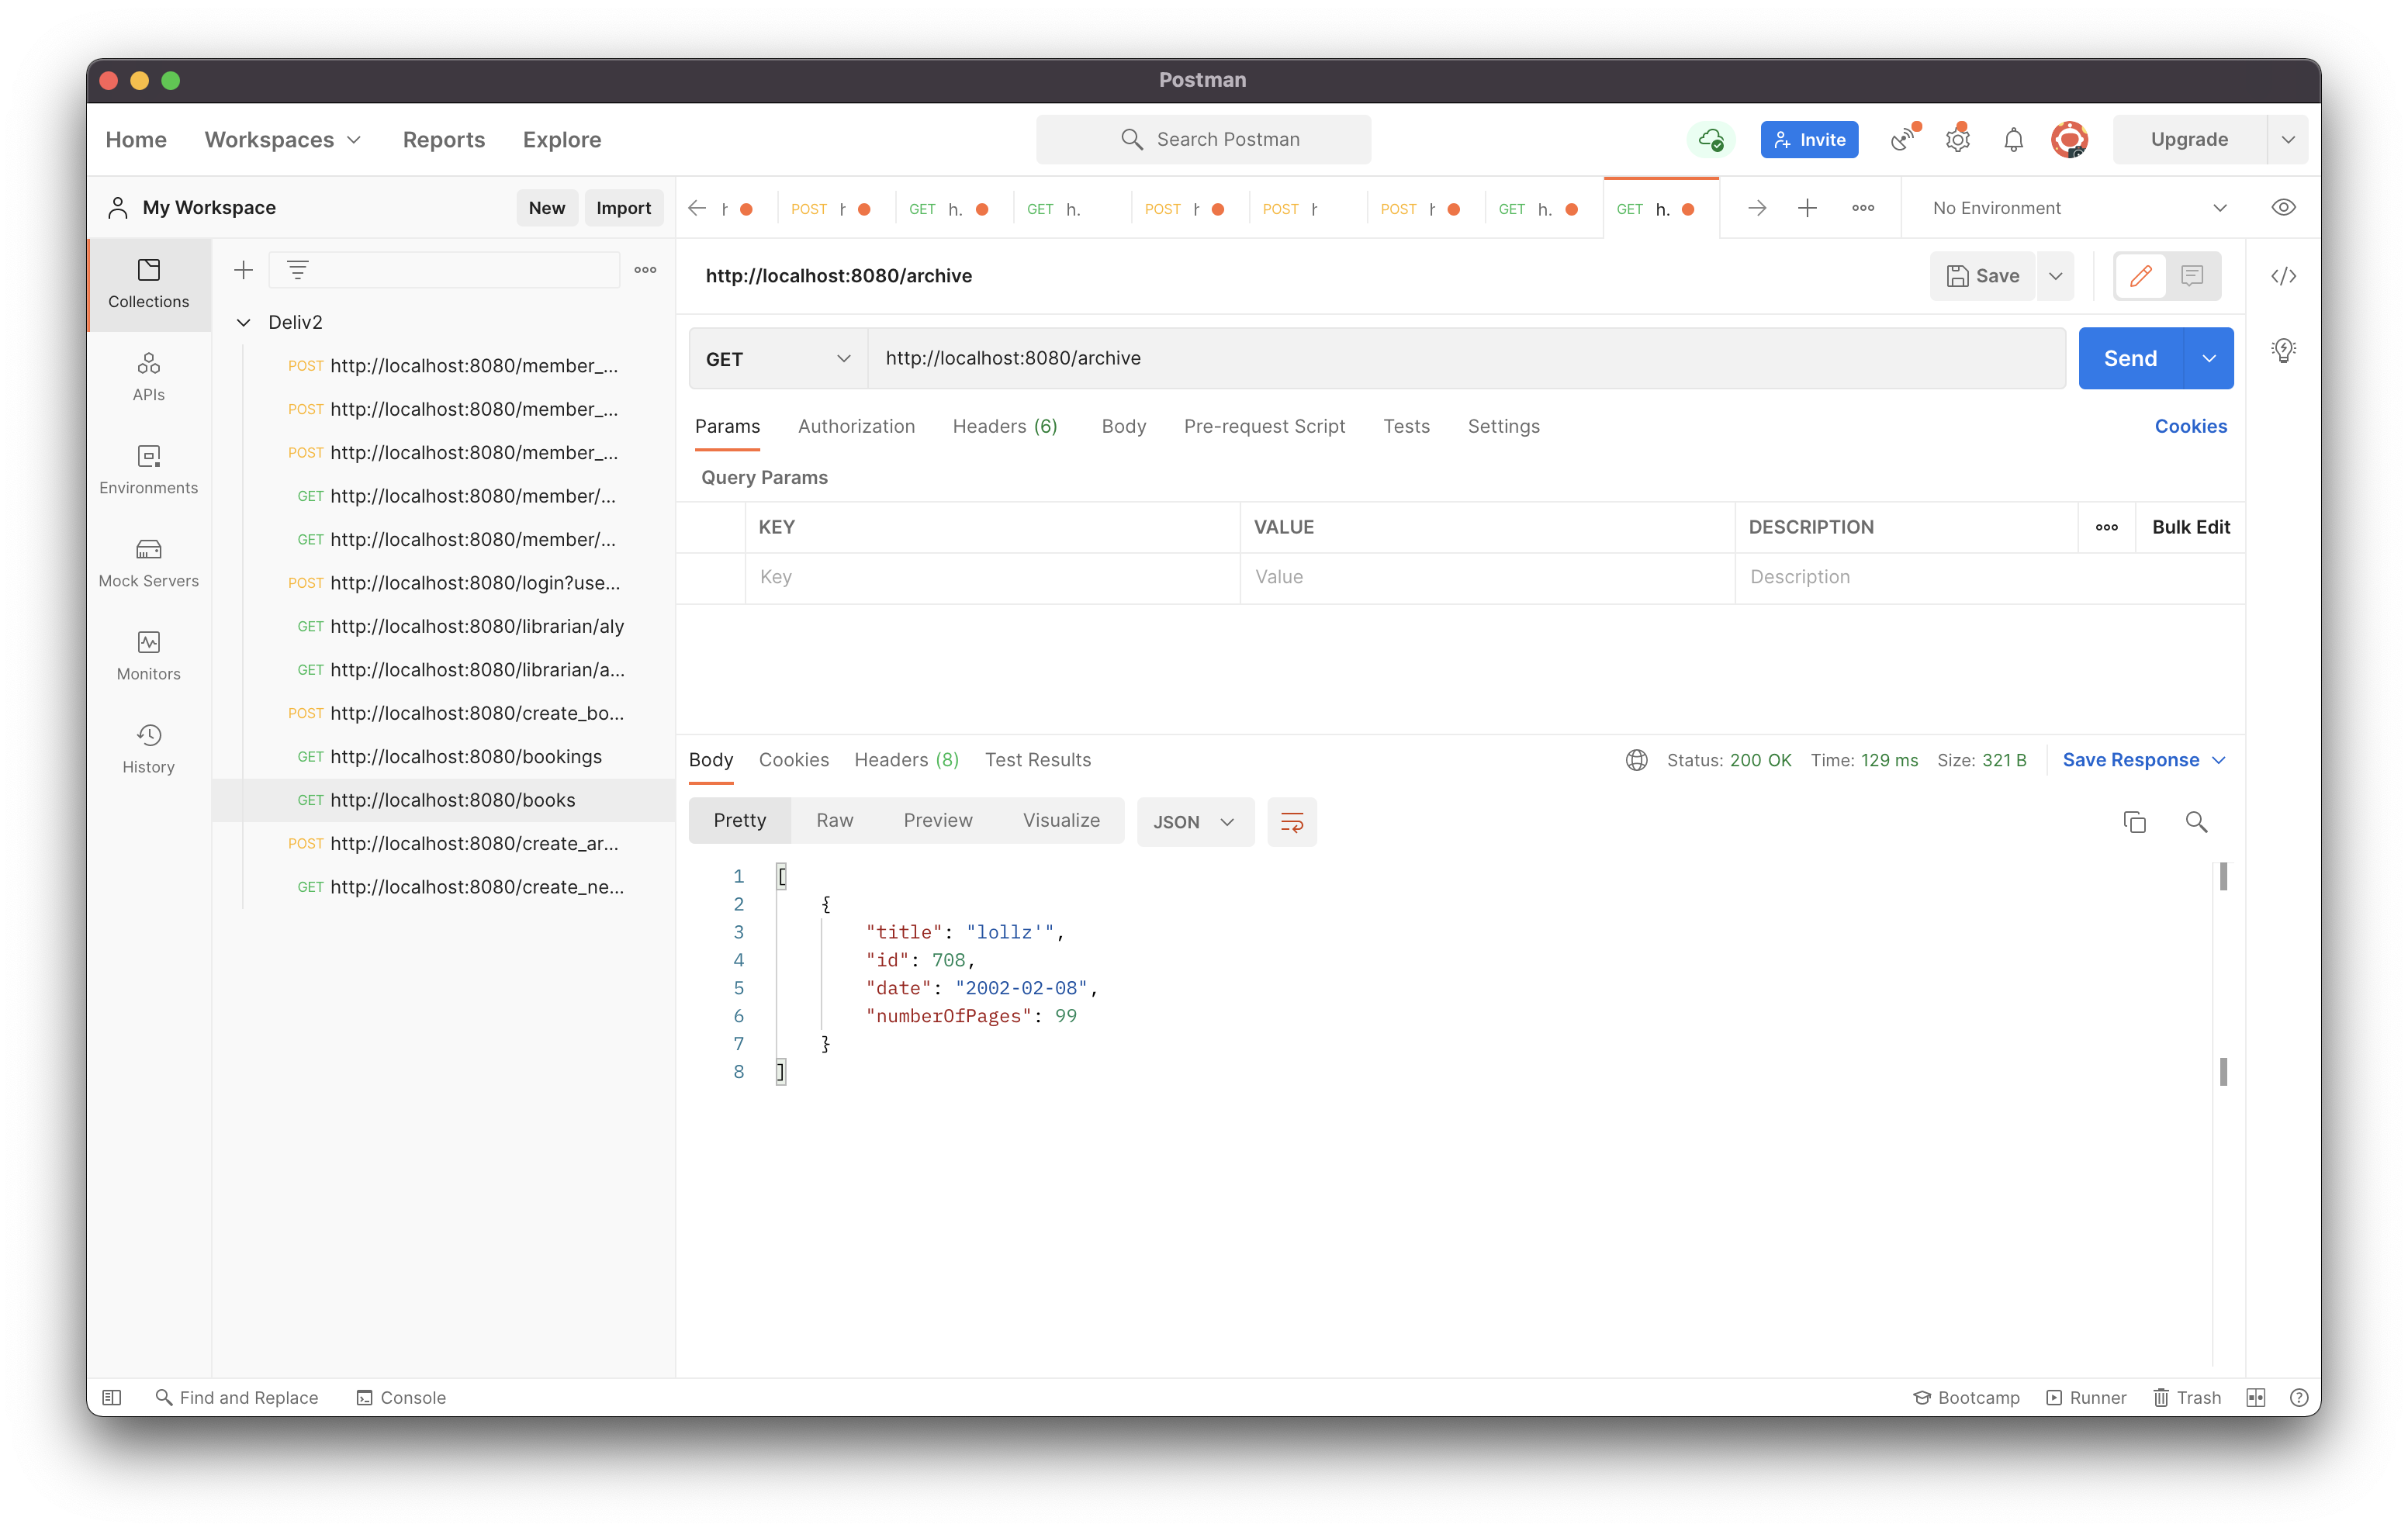 Postman
Home Workspaces Reports Explore
Search Postman
Invite
Upgrade
My Workspace
New Import
POST
GET h.
GET h.
POST
POST
POST
GET h.
GET h.
No Environment
Collections
APIs
Environments
Mock Servers
Monitors
History
Deliv2
POST http://localhost:8080/member_...
POST http://localhost:8080/member_...
POST http://localhost:8080/member_...
GET http://localhost:8080/member/...
GET http://localhost:8080/member/...
POST http://localhost:8080/login?use...
GET http://localhost:8080/librarian/aly
GET http://localhost:8080/librarian/a...
POST http://localhost:8080/create_bo...
GET http://localhost:8080/bookings
GET http://localhost:8080/books
POST http://localhost:8080/create_ar...
GET http://localhost:8080/create_ne...
http://localhost:8080/archive
Save
GET http://localhost:8080/archive
Send
Params Authorization Headers (6) Body Pre-request Script Tests Settings
Cookies
Query Params
KEY VALUE DESCRIPTION
Bulk Edit
Key Value Description
Body Cookies Headers (8) Test Results
Status: 200 OK Time: 129 ms Size: 321 B
Save Response
Pretty Raw Preview Visualize
JSON
1 [
2 {
3 "title": "lollz'",
4 "id": 708,
5 "date": "2002-02-08",
6 "numberOfPages": 99
7 }
8 ]
Find and Replace Console
Bootcamp Runner Trash